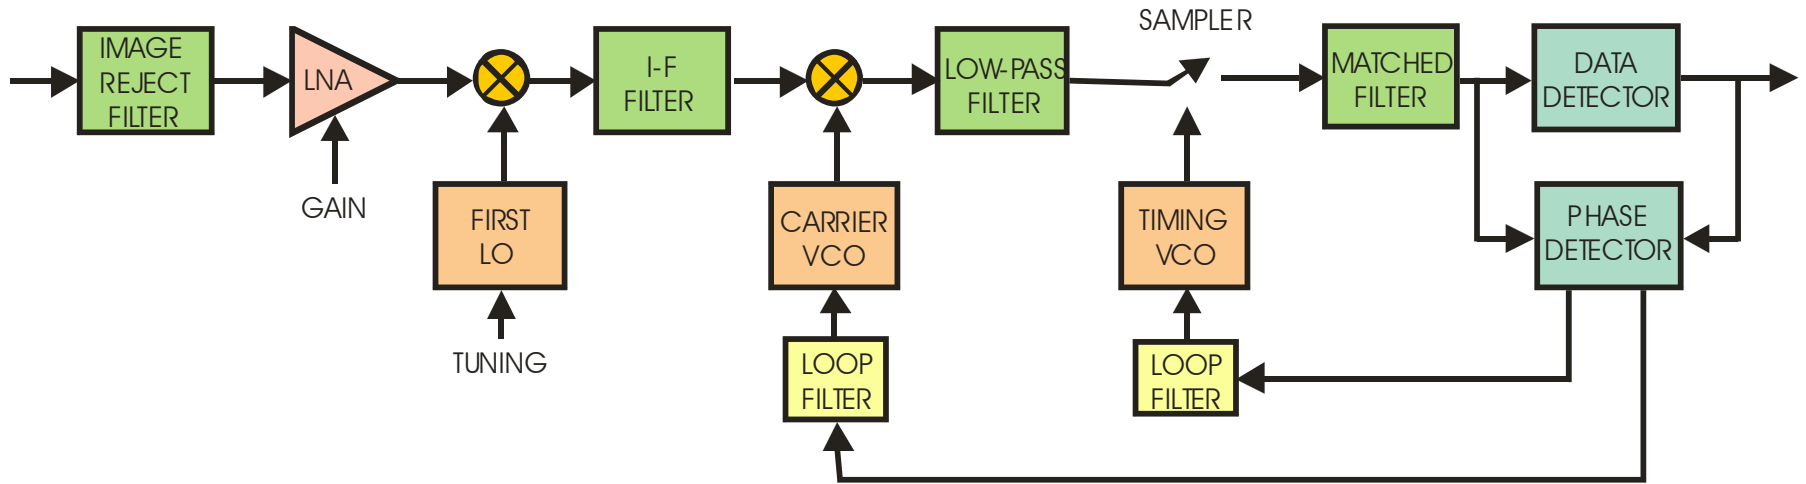 SAMPLER
IMAGE
REJECT
FILTER
LNA
I-F
FILTER
LOW-PASS
FILTER
MATCHED
FILTER
DATA
DETECTOR
GAIN
FIRST
LO
CARRIER
VCO
TIMING
VCO
PHASE
DETECTOR
TUNING
LOOP
FILTER
LOOP
FILTER